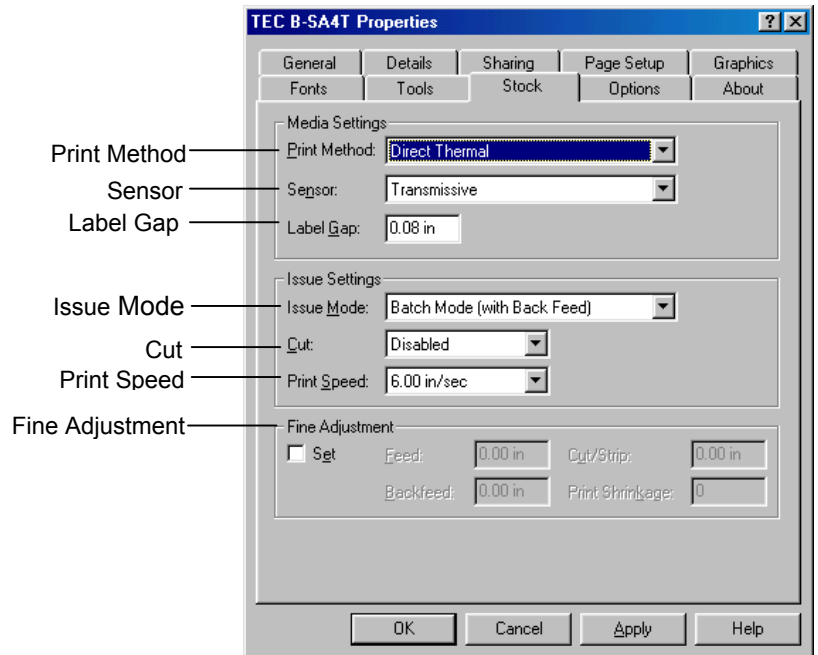 TEC B-SA4T Properties
General Details Sharing Page Setup Graphics
Fonts Tools Stock Options About
Media Settings
Print Method Print Method: Direct Thermal
Sensor Sensor: Transmissive
Label Gap Label Gap: 0.08 in
Issue Settings
Issue Mode Issue Mode: Batch Mode (with Back Feed)
Cut Cut: Disabled
Print Speed Print Speed: 6.00 in/sec
Fine Adjustment Fine Adjustment
Set Feed: 0.00 in Cut/Strip: 0.00 in
Backfeed: 0.00 in Print Shrinkage: 0
OK Cancel Apply Help